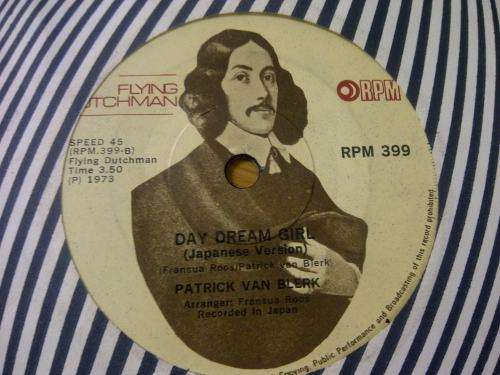 FLYING
DUTCHMAN
RPM
SPEED 45
(RPM.399-B)
Flying Dutchman
Time 3.50
(P) 1973
RPM 399
DAY DREAM GIRL
(Japanese Version)
(Fransua Roos/Patrick van Blerk)
PATRICK VAN BLERK
Arranger: Fransua Roos
Recorded In Japan
Copying, Public Performance and Broadcasting of this record prohibited